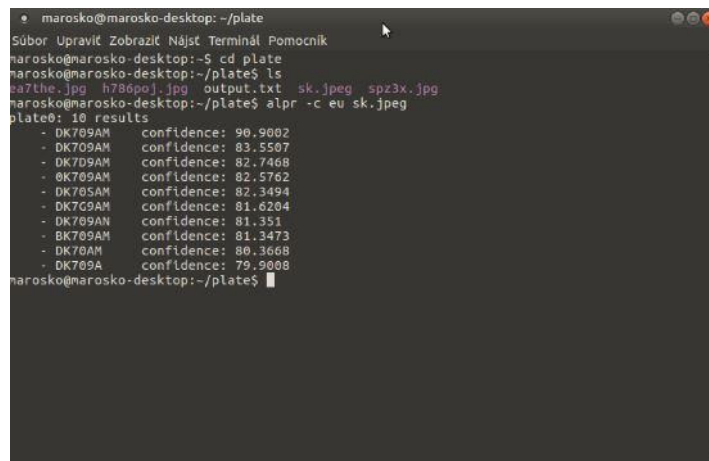 marosko@marosko-desktop: ~/plate
Súbor Upraviť Zobraziť Nájsť Terminál Pomocník
marosko@marosko-desktop:~$ cd plate
marosko@marosko-desktop:~/plate$ ls
ea7the.jpg h786poj.jpg output.txt sk.jpeg spz3x.jpg
marosko@marosko-desktop:~/plate$ alpr -c eu sk.jpeg
plate0: 10 results
- DK709AM confidence: 90.9002
- DK7O9AM confidence: 83.5507
- DK7D9AM confidence: 82.7468
- 0K709AM confidence: 82.5762
- DK70SAM confidence: 82.3494
- DK7G9AM confidence: 81.6204
- DK709AN confidence: 81.351
- BK709AM confidence: 81.3473
- DK70AM confidence: 80.3668
- DK709A confidence: 79.9008
marosko@marosko-desktop:~/plate$